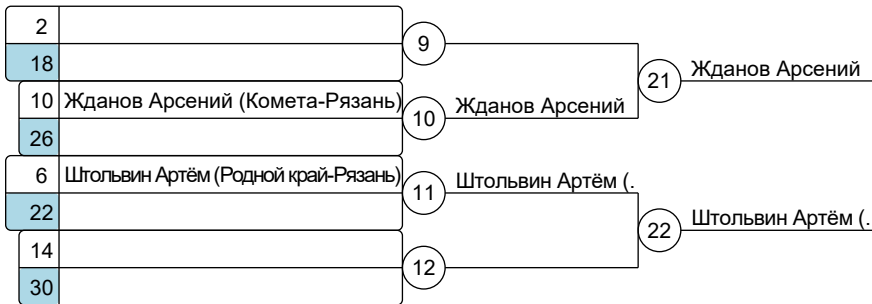 2
9
18
21 Жданов Арсений
10 Жданов Арсений (Комета-Рязань)
10 Жданов Арсений
26
6 Штольвин Артём (Родной край-Рязань)
11 Штольвин Артём (.
22
22 Штольвин Артём (.
14
12
30